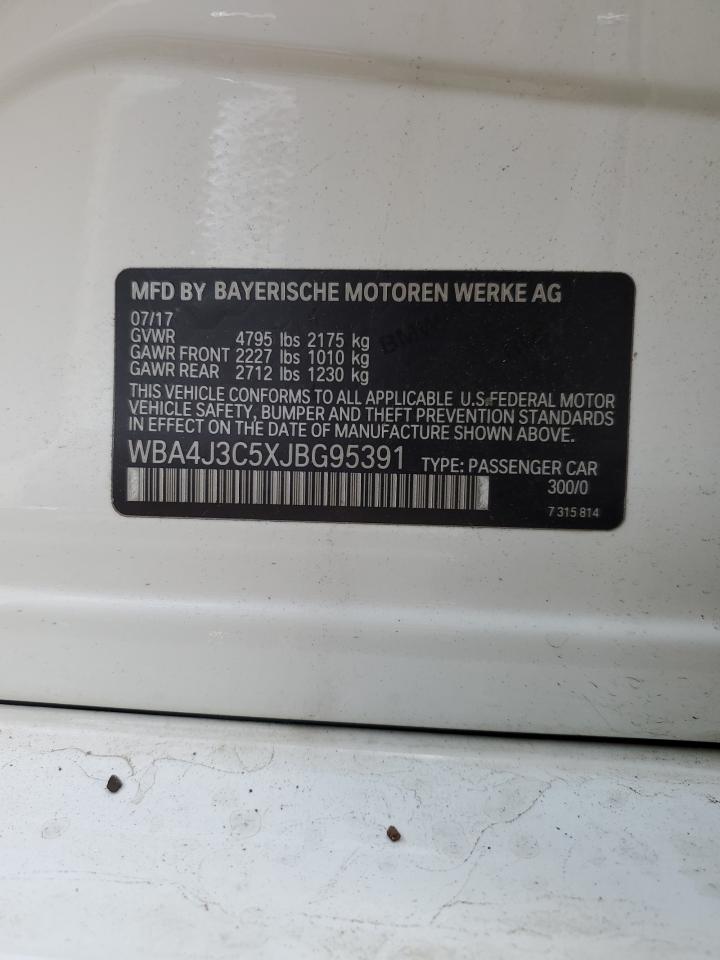 MFD BY BAYERISCHE MOTOREN WERKE AG
07/17
GVWR 4795 lbs 2175 kg
GAWR FRONT 2227 lbs 1010 kg
GAWR REAR 2712 lbs 1230 kg
THIS VEHICLE CONFORMS TO ALL APPLICABLE U.S.FEDERAL MOTOR
VEHICLE SAFETY, BUMPER AND THEFT PREVENTION STANDARDS
IN EFFECT ON THE DATE OF MANUFACTURE SHOWN ABOVE.
WBA4J3C5XJBG95391 TYPE: PASSENGER CAR
300/0
7 315 814